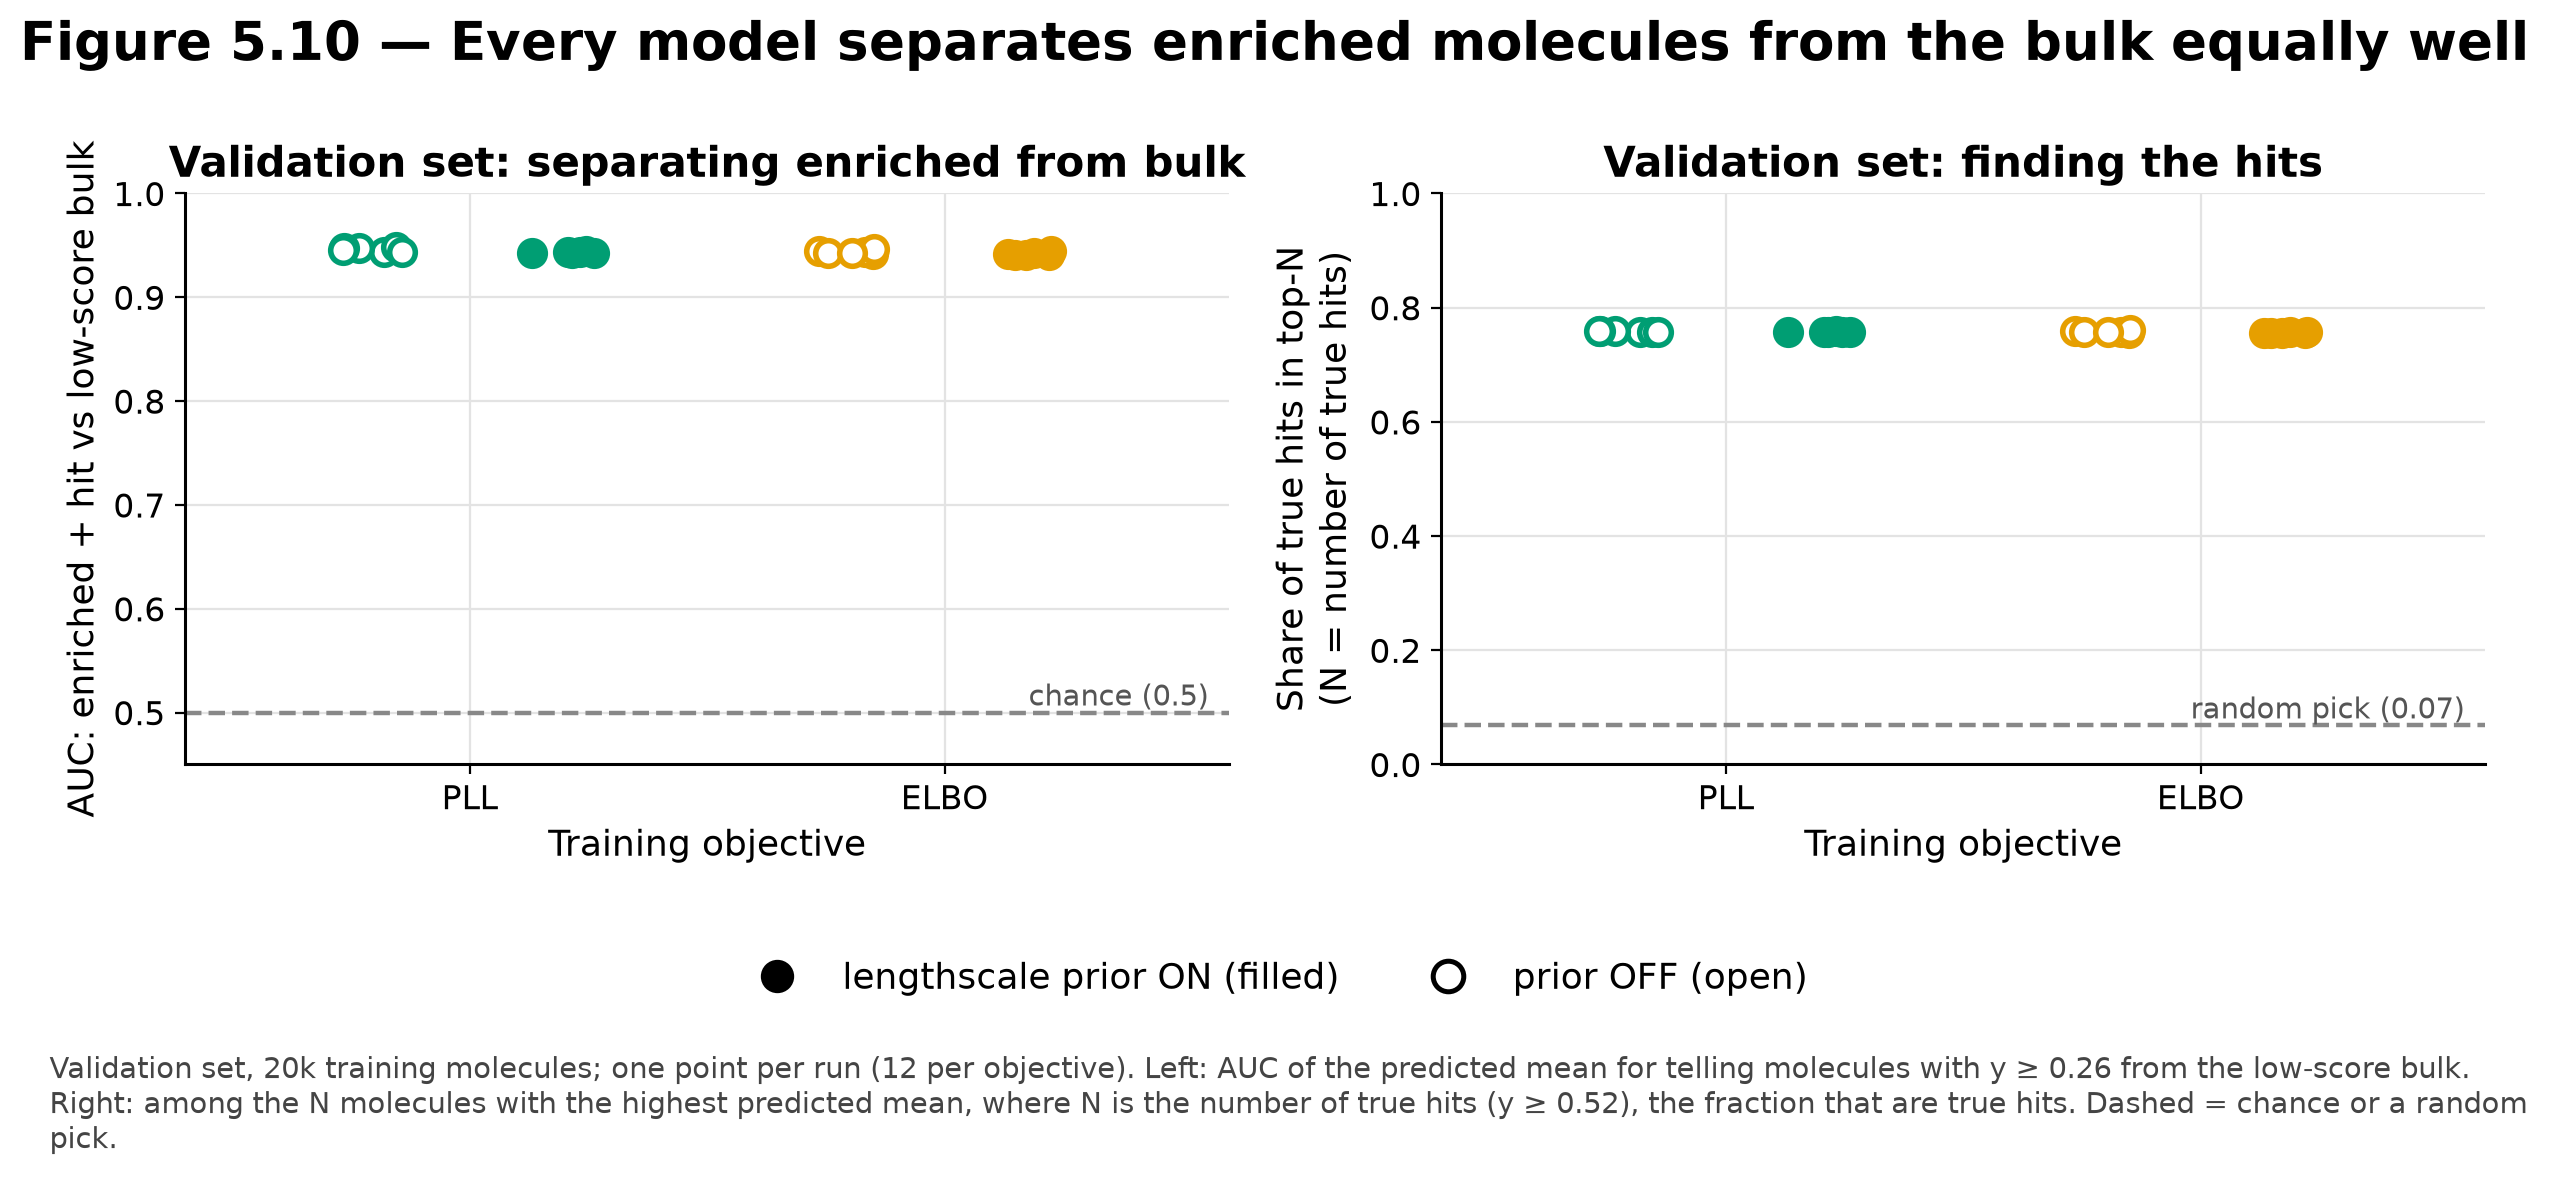 Figure 5.10 — Every model separates enriched molecules from the bulk equally well
Validation set: separating enriched from bulk
AUC: enriched + hit vs low-score bulk
1.0
0.9
0.8
0.7
0.6
0.5
chance (0.5)
PLL
ELBO
Training objective
Validation set: finding the hits
Share of true hits in top-N
(N = number of true hits)
1.0
0.8
0.6
0.4
0.2
0.0
random pick (0.07)
PLL
ELBO
Training objective
lengthscale prior ON (filled)
prior OFF (open)
Validation set, 20k training molecules; one point per run (12 per objective). Left: AUC of the predicted mean for telling molecules with y ≥ 0.26 from the low-score bulk.
Right: among the N molecules with the highest predicted mean, where N is the number of true hits (y ≥ 0.52), the fraction that are true hits. Dashed = chance or a random
pick.